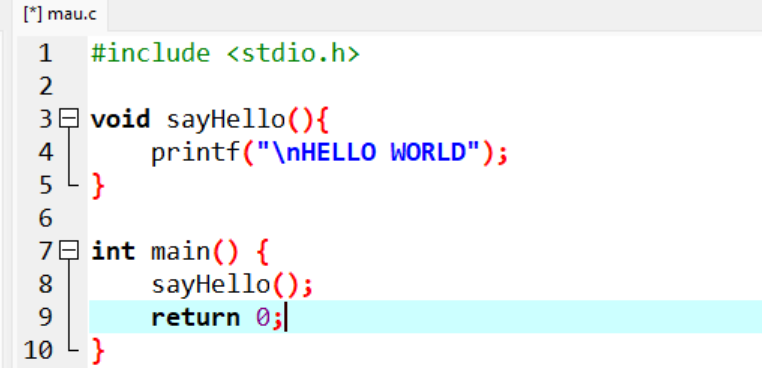 [*] mau.c
1 #include <stdio.h>
2
3 void sayHello(){
4     printf("\nHELLO WORLD");
5 }
6
7 int main() {
8     sayHello();
9     return 0;
10 }